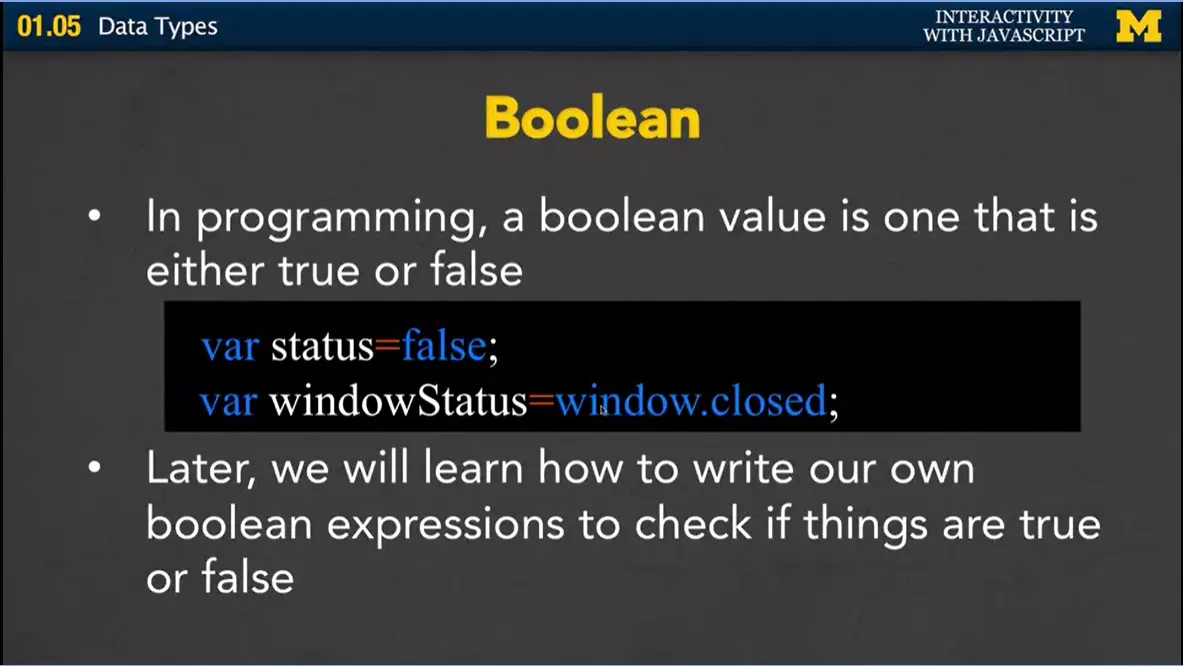 01.05 Data Types
INTERACTIVITY
WITH JAVASCRIPT
M
Boolean
• In programming, a boolean value is one that is
either true or false
var status=false;
var windowStatus=window.closed;
• Later, we will learn how to write our own
boolean expressions to check if things are true
or false